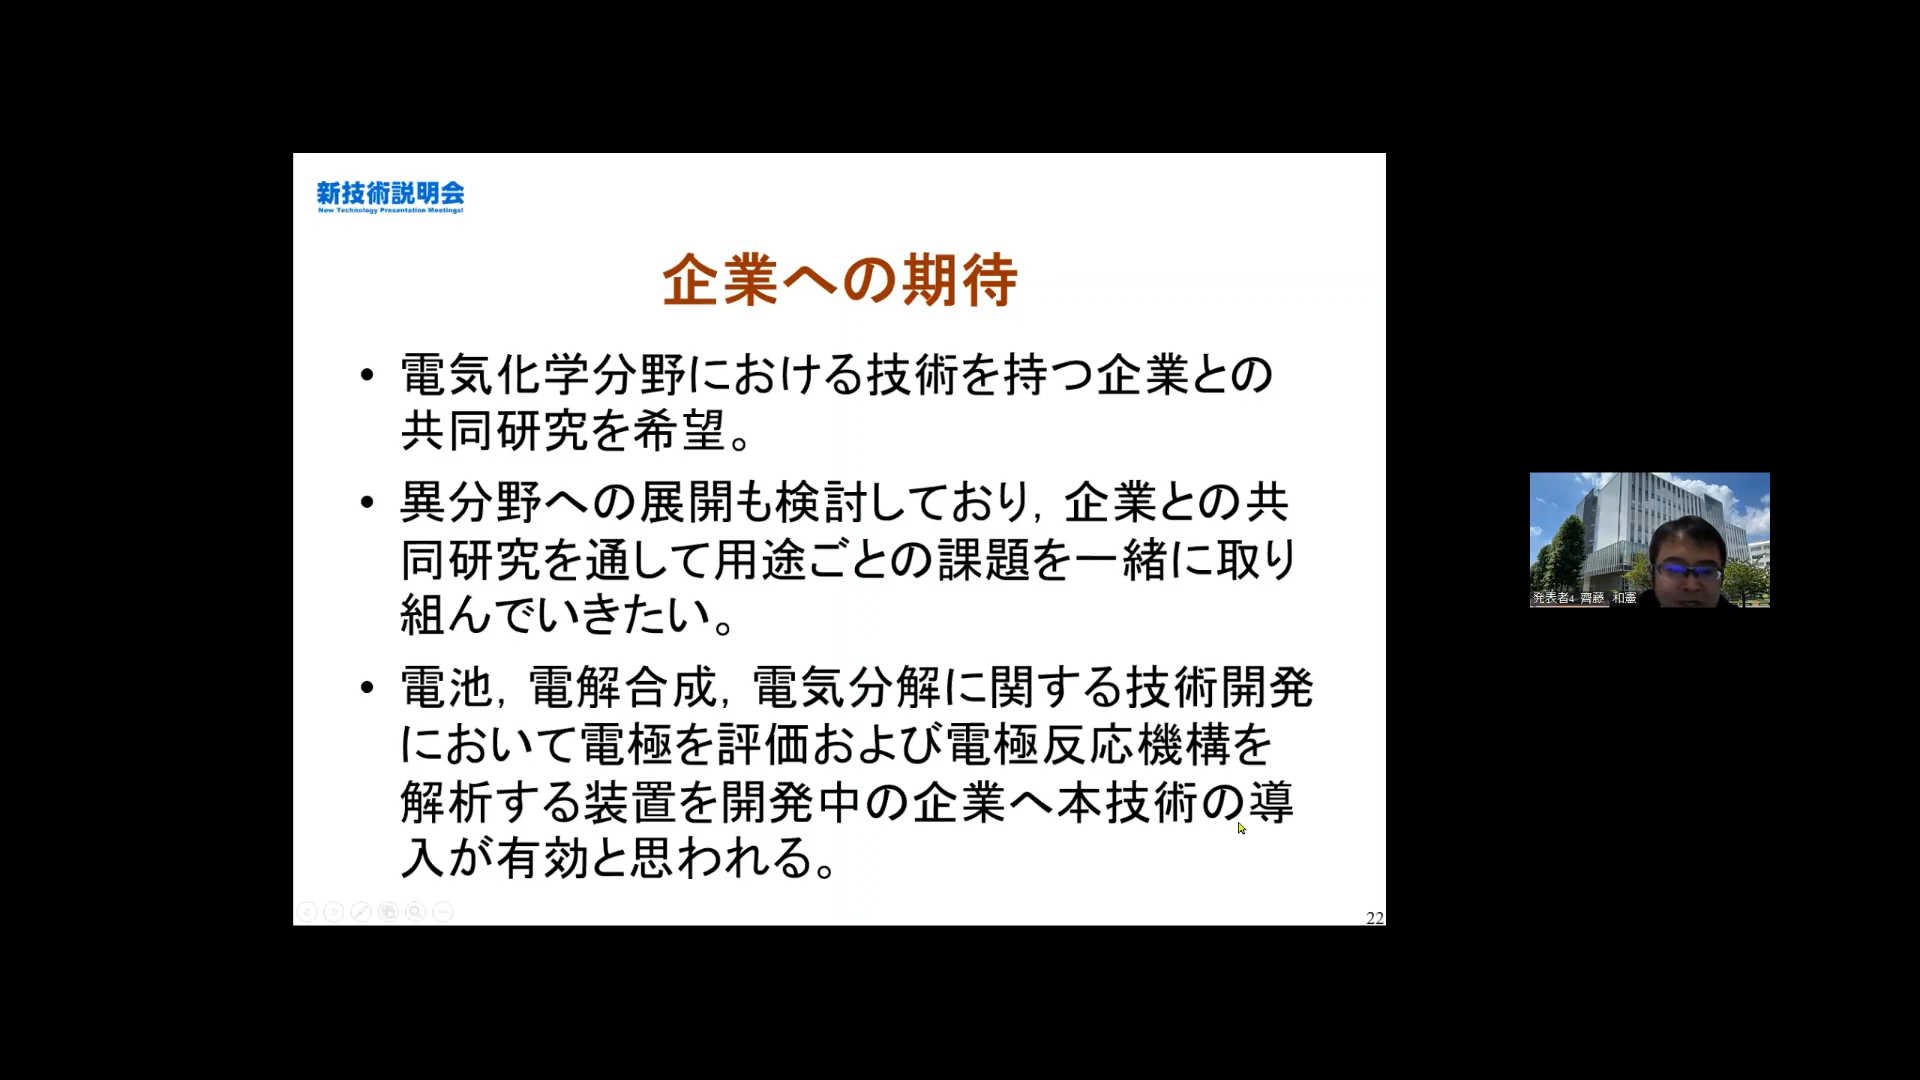 新技術説明会
New Technology Presentation Meetings!
企業への期待
• 電気化学分野における技術を持つ企業との
共同研究を希望。
• 異分野への展開も検討しており, 企業との共
同研究を通して用途ごとの課題を一緒に取り
組んでいきたい。
• 電池, 電解合成, 電気分解に関する技術開発
において電極を評価および電極反応機構を
解析する装置を開発中の企業へ本技術の導
入が有効と思われる。
22
発表者4 齊藤 和憲